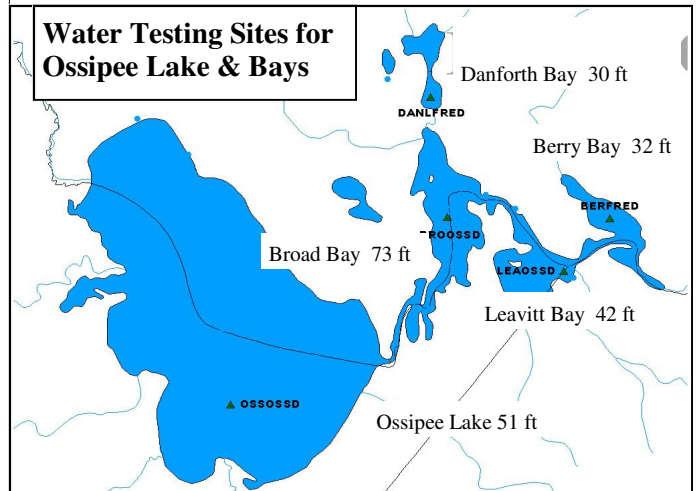 Water Testing Sites for
Ossipee Lake & Bays
Danforth Bay 30 ft
DANLFRED
Berry Bay 32 ft
BERFRED
ROOSSD
Broad Bay 73 ft
LEAOSSD
Leavitt Bay 42 ft
OSSOSSD
Ossipee Lake 51 ft